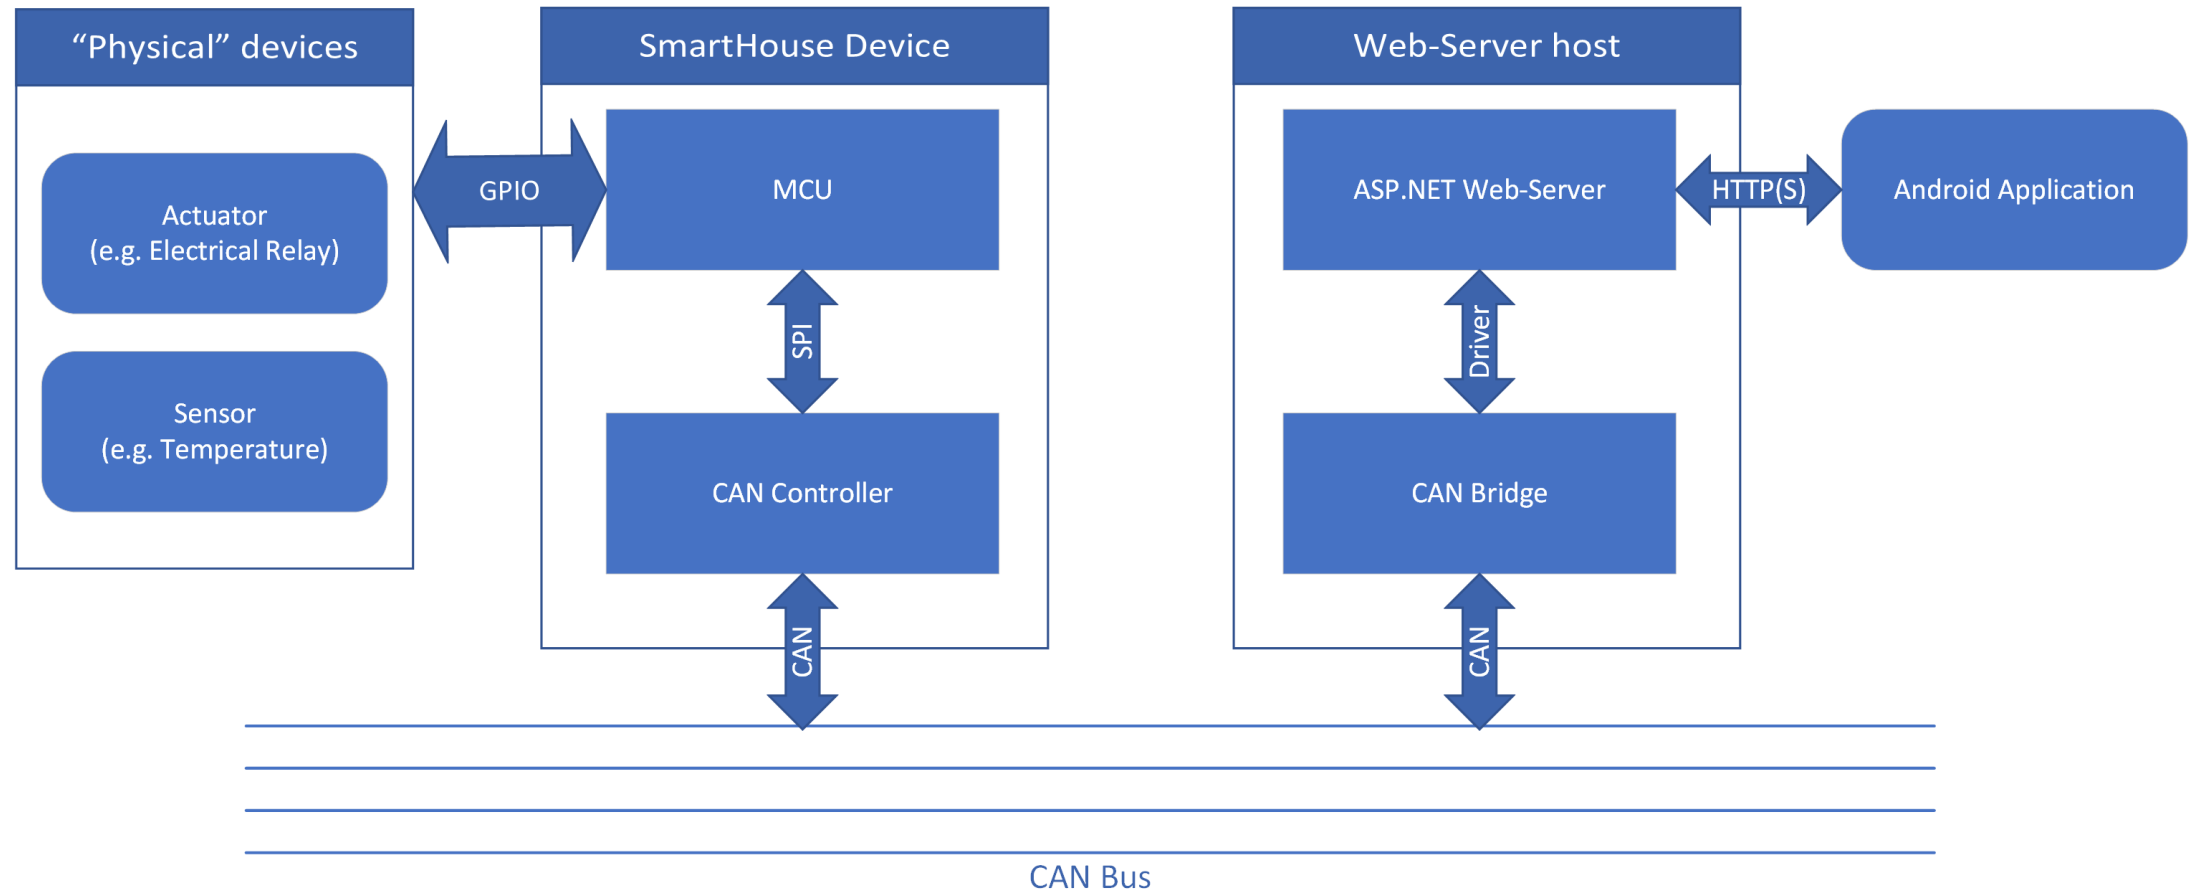 “Physical” devices
Actuator
(e.g. Electrical Relay)
Sensor
(e.g. Temperature)
GPIO
SmartHouse Device
MCU
SPI
CAN Controller
CAN
Web-Server host
ASP.NET Web-Server
HTTP(S)
Android Application
Driver
CAN Bridge
CAN
CAN Bus